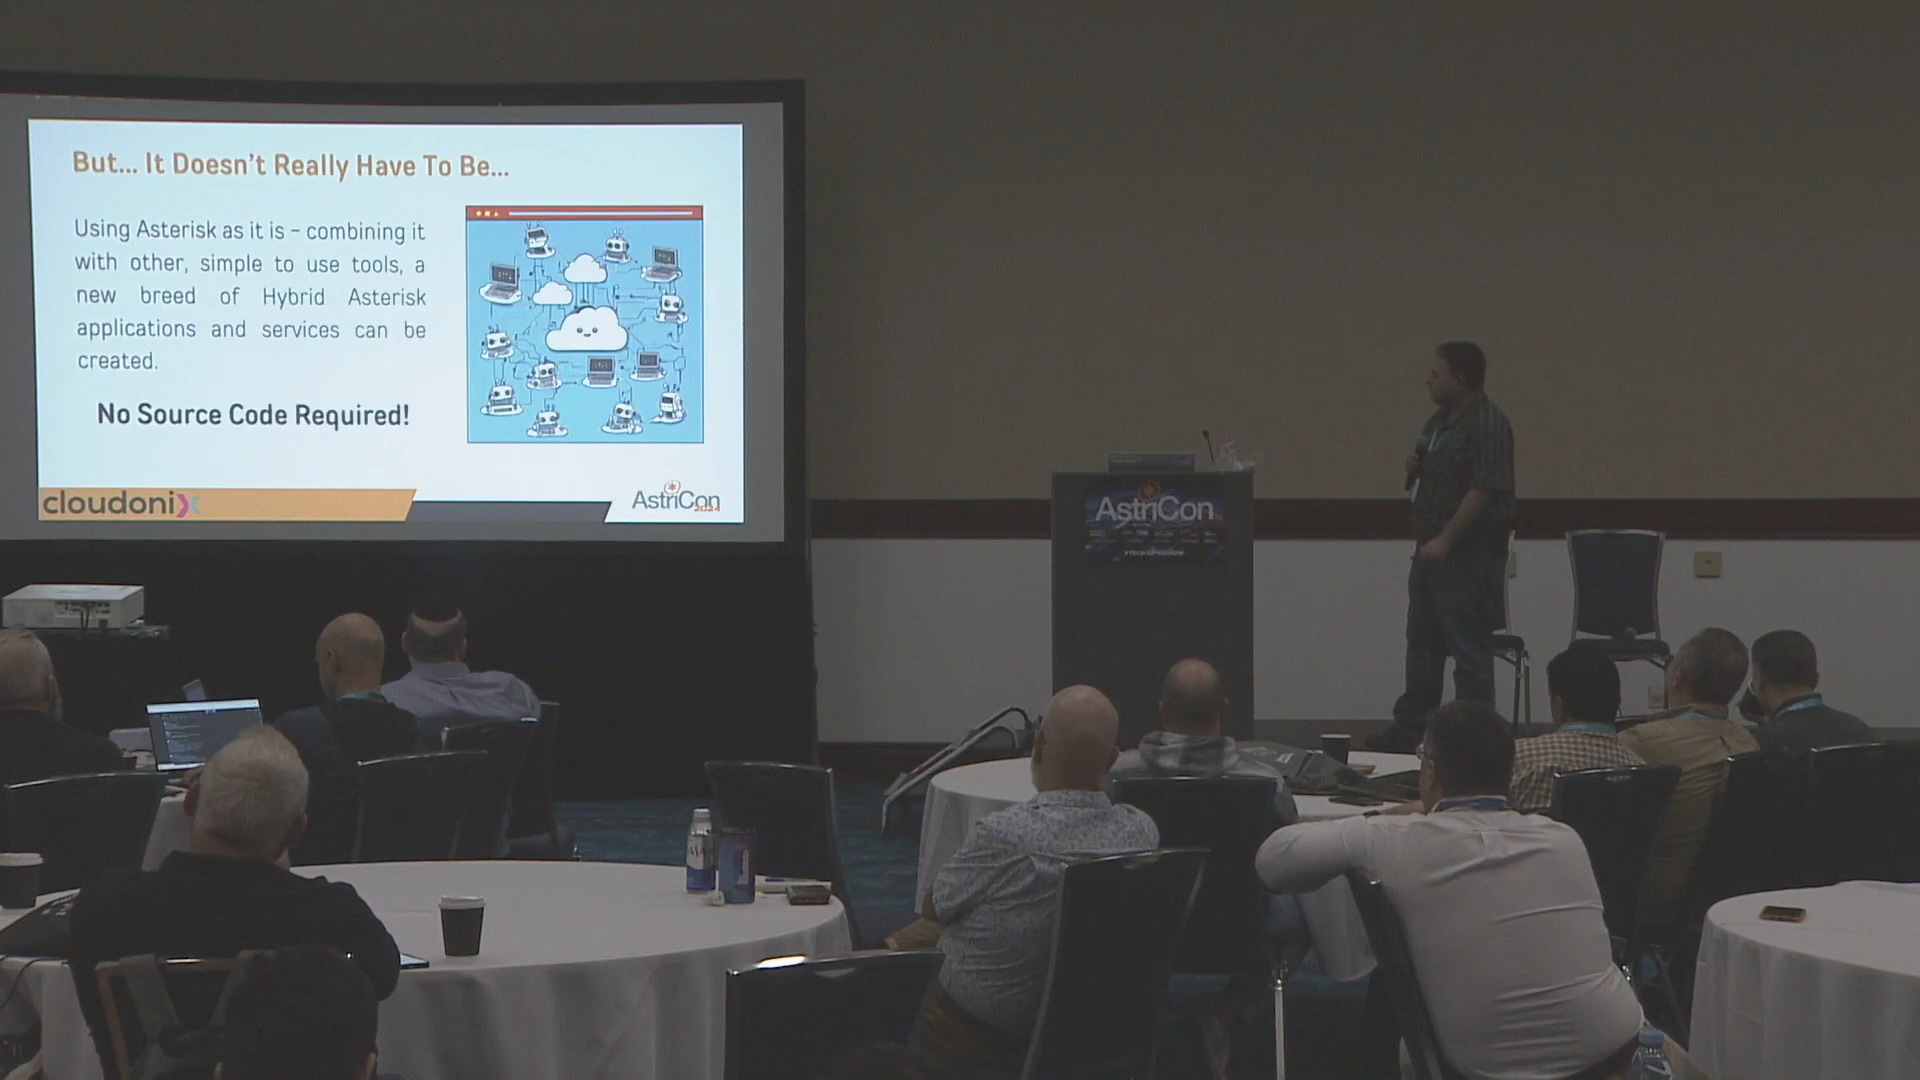 But... It Doesn't Really Have To Be...
Using Asterisk as it is – combining it
with other, simple to use tools, a
new breed of Hybrid Asterisk
applications and services can be
created.
No Source Code Required!
cloudonix
AstriCon
2024
AstriCon
#TECHSUPERSHOW